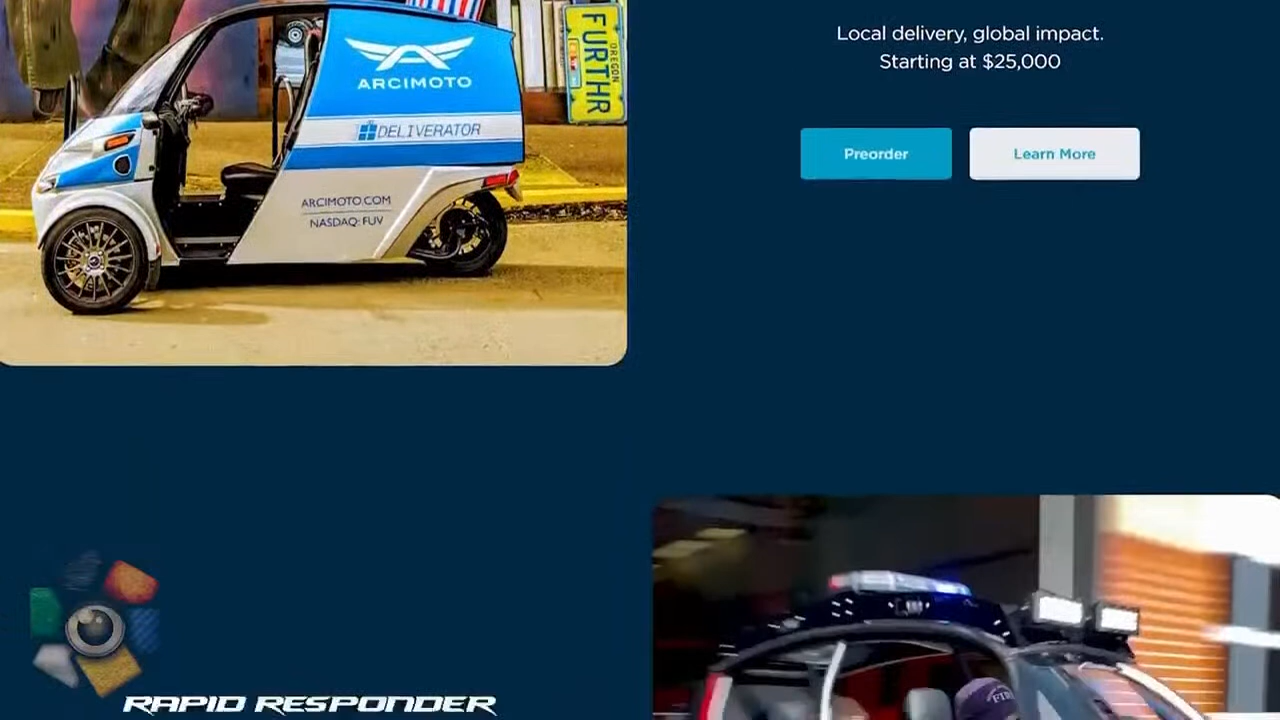 Local delivery, global impact.
Starting at $25,000
Preorder
Learn More
ARCIMOTO
DELIVERATOR
ARCIMOTO.COM
NASDAQ: FUV
OREGON
FURTHR
RAPID RESPONDER
FIRE